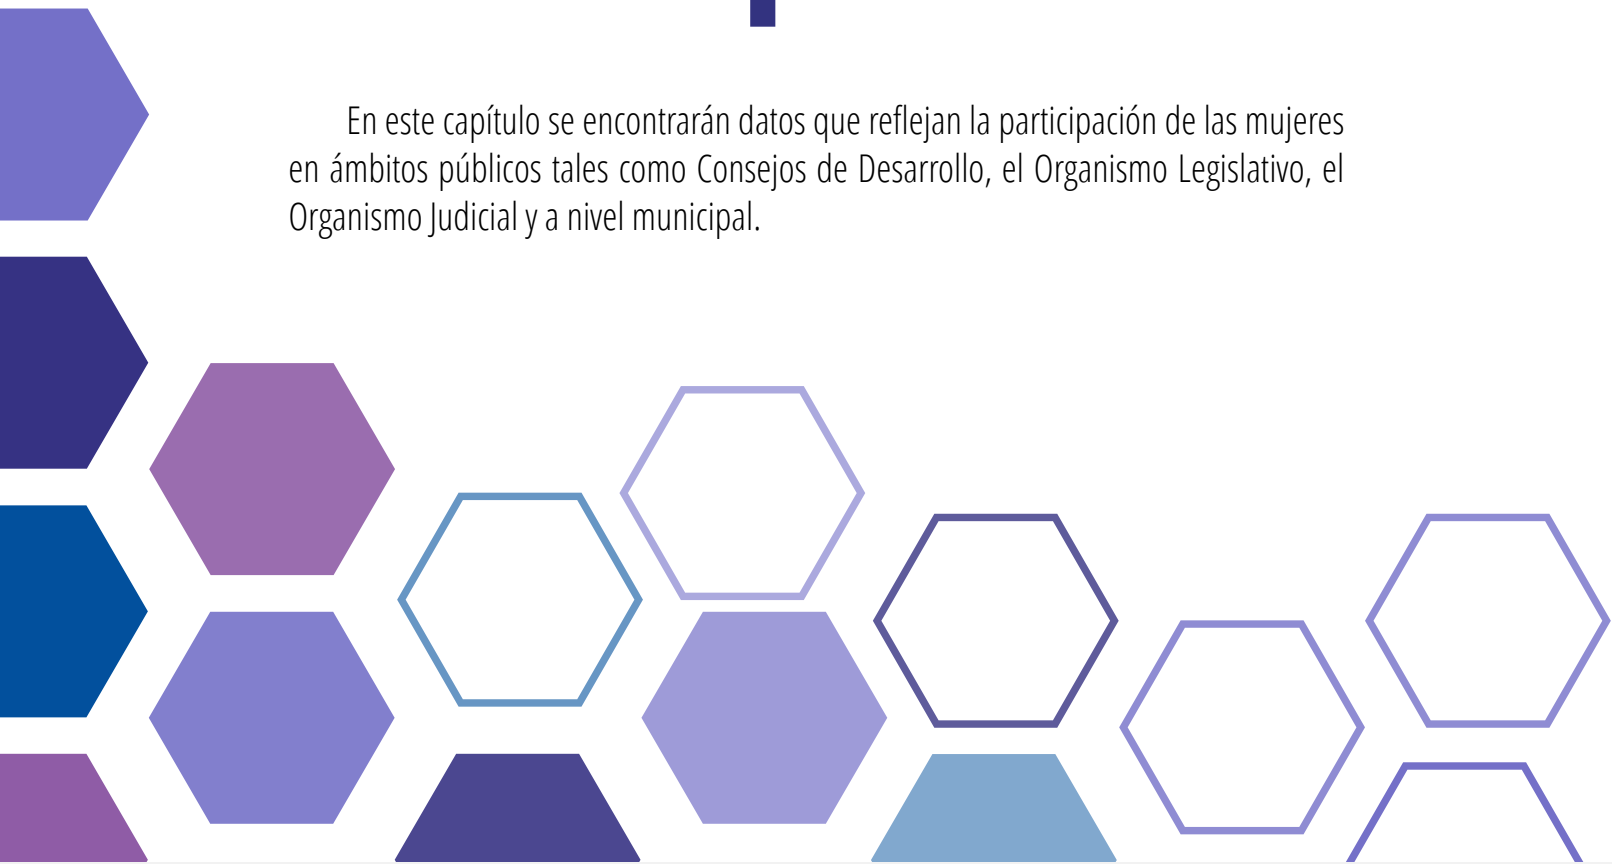 En este capítulo se encontrarán datos que reflejan la participación de las mujeres
en ámbitos públicos tales como Consejos de Desarrollo, el Organismo Legislativo, el
Organismo Judicial y a nivel municipal.